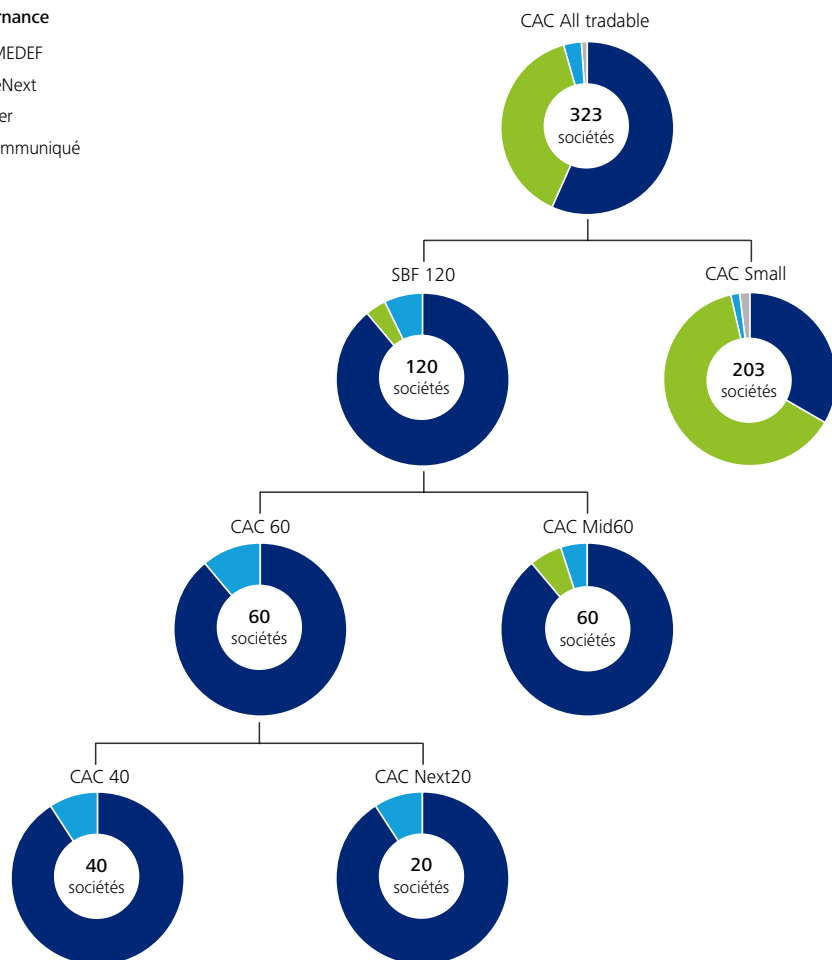 rnance
MEDEF
eNext
er
ommuniqué
CAC All tradable
323
sociétés
SBF 120
CAC Small
120
sociétés
203
sociétés
CAC 60
CAC Mid60
60
sociétés
60
sociétés
CAC 40
CAC Next20
40
sociétés
20
sociétés